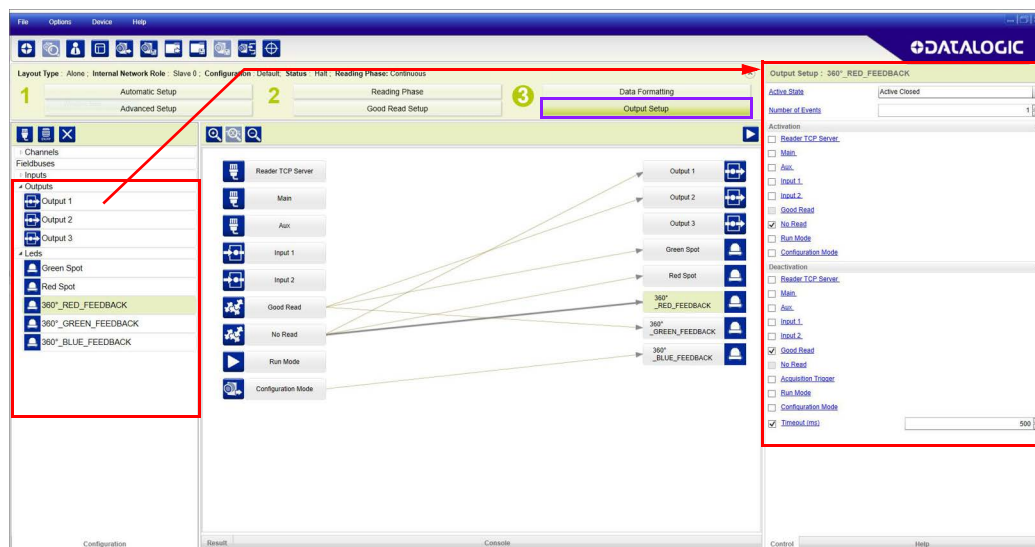 File Options Device Help
DATALOGIC
Layout Type : Alone ; Internal Network Role : Slave 0 ; Configuration : Default; Status : Halt ; Reading Phase: Continuous
1 Automatic Setup
Advanced Setup
2 Reading Phase
Good Read Setup
3 Data Formatting
Output Setup
Channels
Fieldbuses
Inputs
Outputs
Output 1
Output 2
Output 3
Leds
Green Spot
Red Spot
360°_RED_FEEDBACK
360°_GREEN_FEEDBACK
360°_BLUE_FEEDBACK
Configuration
Reader TCP Server
Main
Aux
Input 1
Input 2
Good Read
No Read
Run Mode
Configuration Mode
Output 1
Output 2
Output 3
Green Spot
Red Spot
360°
_RED_FEEDBACK
360°
_GREEN_FEEDBACK
360°
_BLUE_FEEDBACK
Result Console
Output Setup : 360°_RED_FEEDBACK
Active State Active Closed
Number of Events 1
Activation
Reader TCP Server
Main
Aux
Input 1
Input 2
Good Read
No Read
Run Mode
Configuration Mode
Deactivation
Reader TCP Server
Main
Aux
Input 1
Input 2
Good Read
No Read
Acquisition Trigger
Run Mode
Configuration Mode
Timeout (ms) 500
Control Help